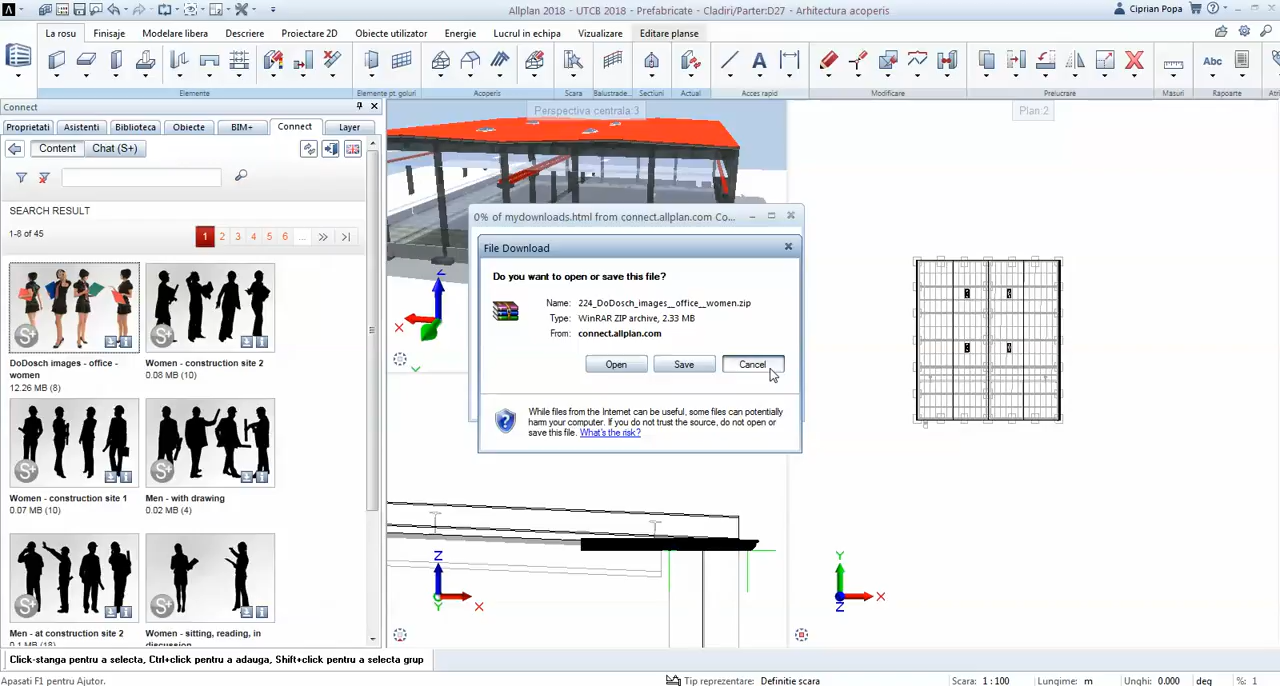 Allplan 2018 - UTCB 2018 - Prefabricate - Cladiri/Parter:D27 - Arhitectura acoperis
Ciprian Popa
La rosu Finisaje Modelare libera Descriere Proiectare 2D Obiecte utilizator Energie Lucrul in echipa Vizualizare Editare planse
Abc
Elemente Elemente pt. goluri Acoperis Scara Balustrade... Sectiuni Actual Acces rapid Modificare Prelucrare Masuri Rapoarte
Connect
Proprietati Asistenti Biblioteca Obiecte BIM+ Connect Layer
Content Chat (S+)
SEARCH RESULT
1-8 of 45
1 2 3 4 5 6 ...
S+ S+
DoDosch images - office -
women
12.26 MB (8)
Women - construction site 2
0.08 MB (10)
S+ S+
Women - construction site 1
0.07 MB (10)
Men - with drawing
0.02 MB (4)
S+ S+
Men - at construction site 2
0.1 MB (18)
Women - sitting, reading, in
discussion
Perspectiva centrala:3
Plan:2
0% of mydownloads.html from connect.allplan.com Co...
File Download
Do you want to open or save this file?
Name: 224_DoDosch_images__office__women.zip
Type: WinRAR ZIP archive, 2.33 MB
From: connect.allplan.com
Open Save Cancel
While files from the Internet can be useful, some files can potentially
harm your computer. If you do not trust the source, do not open or
save this file. What's the risk?
Z
X
Z
Y
X
Y
X
Z
Click-stanga pentru a selecta, Ctrl+click pentru a adauga, Shift+click pentru a selecta grup
Apasati F1 pentru Ajutor.
Tip reprezentare: Definitie scara Scara: 1 : 100 Lungime: m Unghi: 0.000 deg %: 1